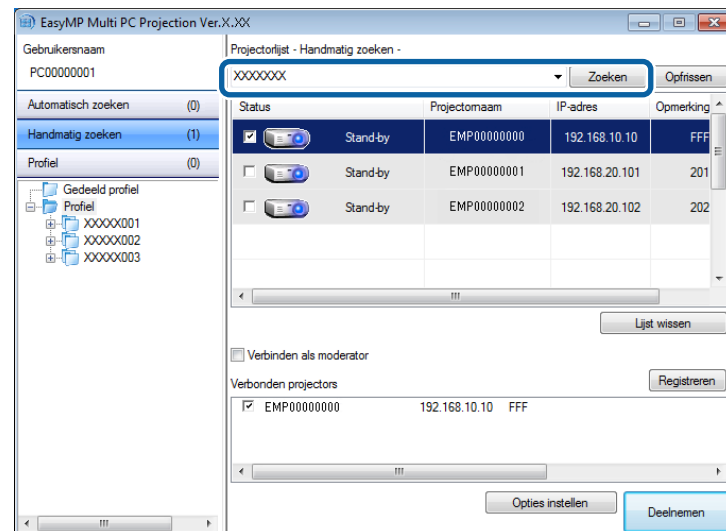 EasyMP Multi PC Projection Ver.X.XX
Gebruikersnaam
PC00000001
Automatisch zoeken (0)
Handmatig zoeken (1)
Profiel (0)
Gedeeld profiel
Profiel
XXXXX001
XXXXX002
XXXXX003
Projectorlijst - Handmatig zoeken -
XXXXXXX Zoeken Opfrissen
Status Projectornaam IP-adres Opmerking
Stand-by EMP00000000 192.168.10.10 FFF
Stand-by EMP00000001 192.168.20.101 201
Stand-by EMP00000002 192.168.20.102 202
Lijst wissen
Verbinden als moderator
Verbonden projectors Registreren
EMP00000000 192.168.10.10 FFF
Opties instellen Deelnemen